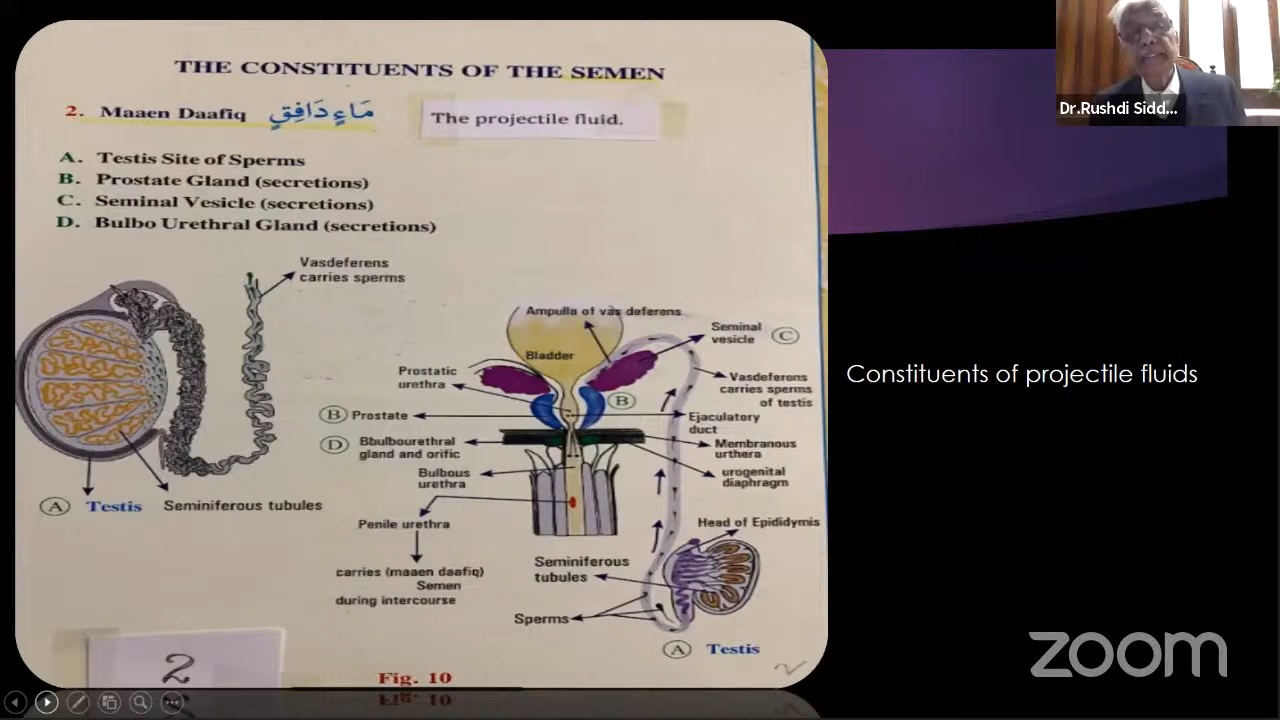 THE CONSTITUENTS OF THE SEMEN
2. Maaen Daafiq مَاءٍ دَافِقٍ The projectile fluid.
A. Testis Site of Sperms
B. Prostate Gland (secretions)
C. Seminal Vesicle (secretions)
D. Bulbo Urethral Gland (secretions)
Vasdeferens
carries sperms
A Testis
Seminiferous tubules
Ampulla of vas deferens
Bladder
Seminal
vesicle C
Prostatic
urethra
Vasdeferens
carries sperms
of testis
B
B Prostate
Ejaculatory
duct
D Bbulbourethral
gland and orific
Membranous
urthera
Bulbous
urethra
urogenital
diaphragm
Penile urethra
Head of Epididymis
carries (maaen daafiq)
Semen
during intercourse
Seminiferous
tubules
Sperms
A Testis
2
Fig. 10
2
Dr.Rushdi Sidd...
Constituents of projectile fluids
zoom